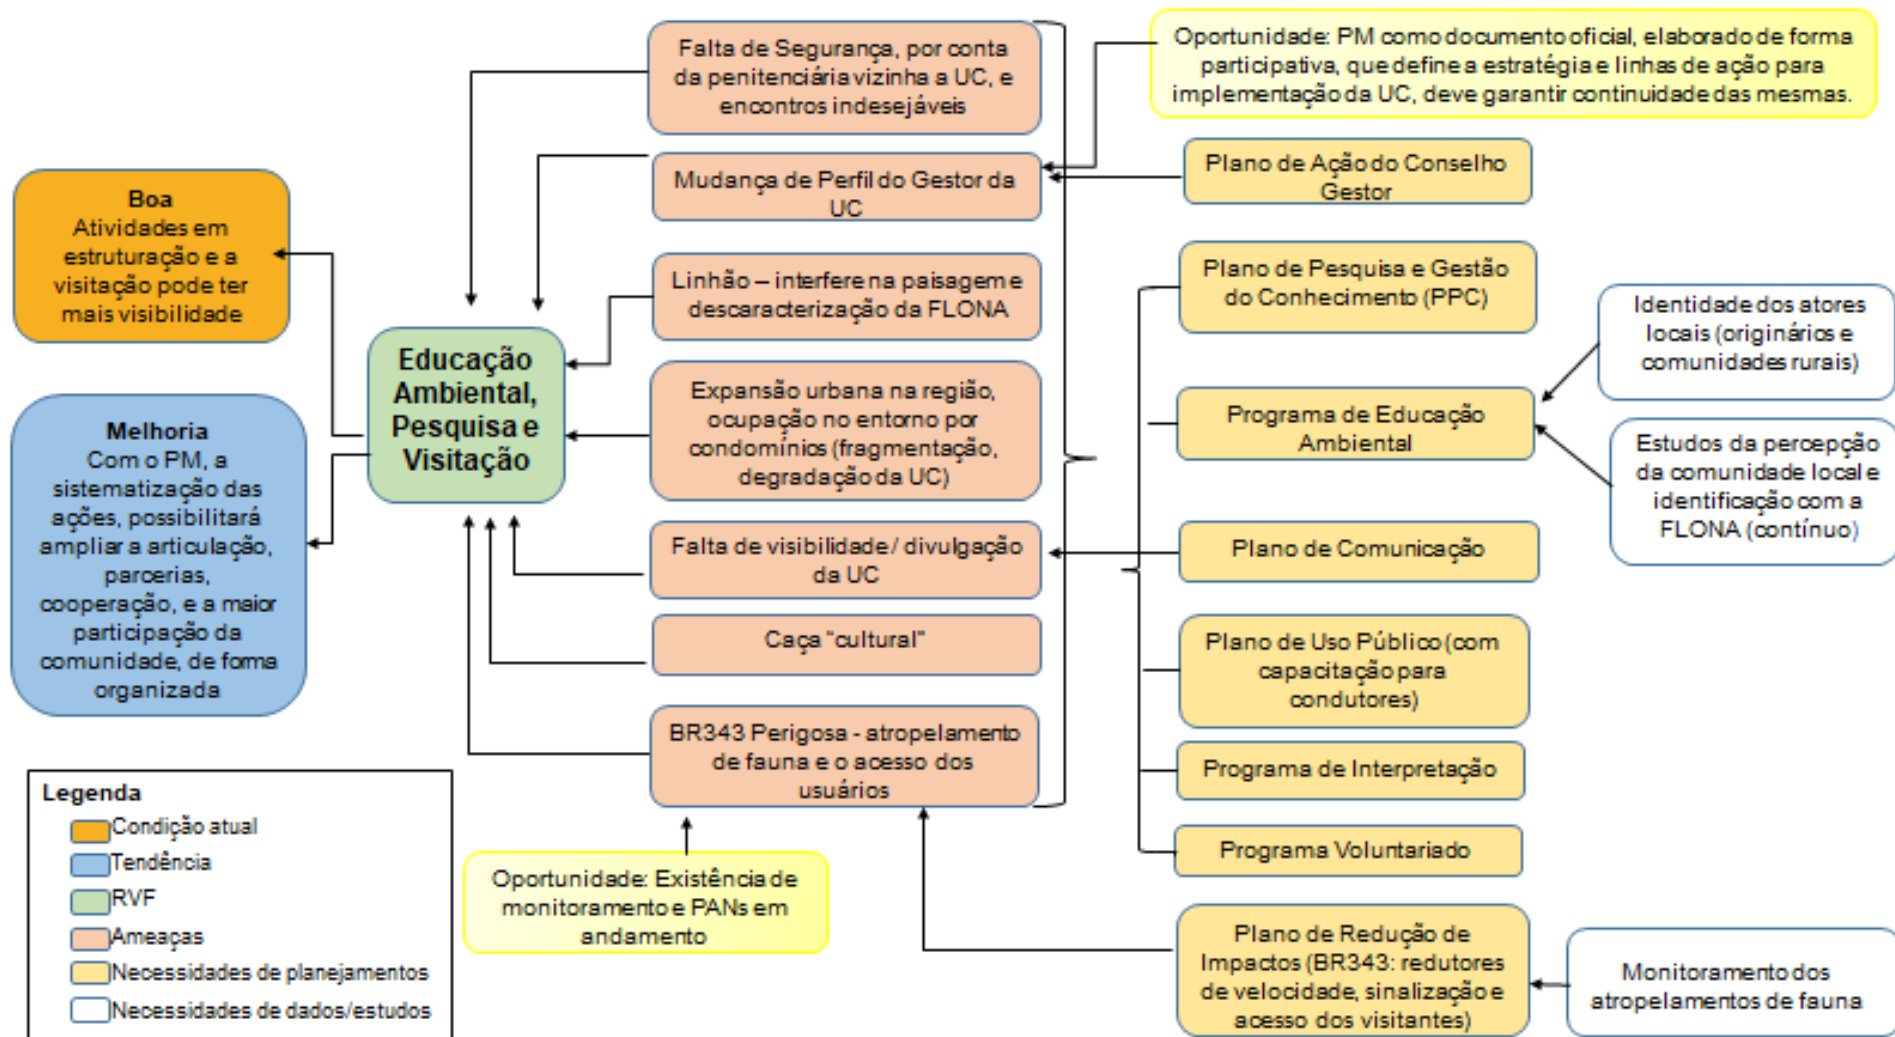 Falta de Segurança, por conta
da penitenciária vizinha a UC, e
encontros indesejáveis
Oportunidade: PM como documento oficial, elaborado de forma
participativa, que define a estratégia e linhas de ação para
implementação da UC, deve garantir continuidade das mesmas.
Mudança de Perfil do Gestor da
UC
Plano de Ação do Conselho
Gestor
Boa
Atividades em
estruturação e a
visitação pode ter
mais visibilidade
Linhão – interfere na paisagem e
descaracterização da FLONA
Plano de Pesquisa e Gestão
do Conhecimento (PPC)
Identidade dos atores
locais (originários e
comunidades rurais)
Educação
Ambiental,
Pesquisa e
Visitação
Expansão urbana na região,
ocupação no entorno por
condomínios (fragmentação,
degradação da UC)
Programa de Educação
Ambiental
Estudos da percepção
da comunidade local e
identificação com a
FLONA (contínuo)
Melhoria
Com o PM, a
sistematização das
ações, possibilitará
ampliar a articulação,
parcerias,
cooperação, e a maior
participação da
comunidade, de forma
organizada
Falta de visibilidade / divulgação
da UC
Plano de Comunicação
Caça "cultural"
Plano de Uso Público (com
capacitação para
condutores)
BR343 Perigosa - atropelamento
de fauna e o acesso dos
usuários
Programa de Interpretação
Programa Voluntariado
Oportunidade: Existência de
monitoramento e PANs em
andamento
Plano de Redução de
Impactos (BR343: redutores
de velocidade, sinalização e
acesso dos visitantes)
Monitoramento dos
atropelamentos de fauna
Legenda
Condição atual
Tendência
RVF
Ameaças
Necessidades de planejamentos
Necessidades de dados/estudos